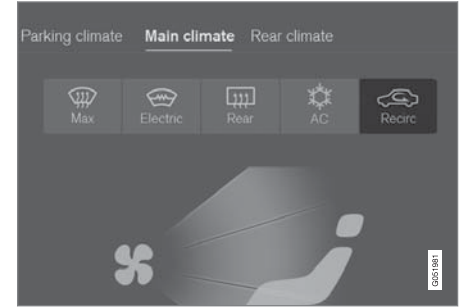 Parking climate Main climate Rear climate
Max Electric Rear AC Recirc
G051981